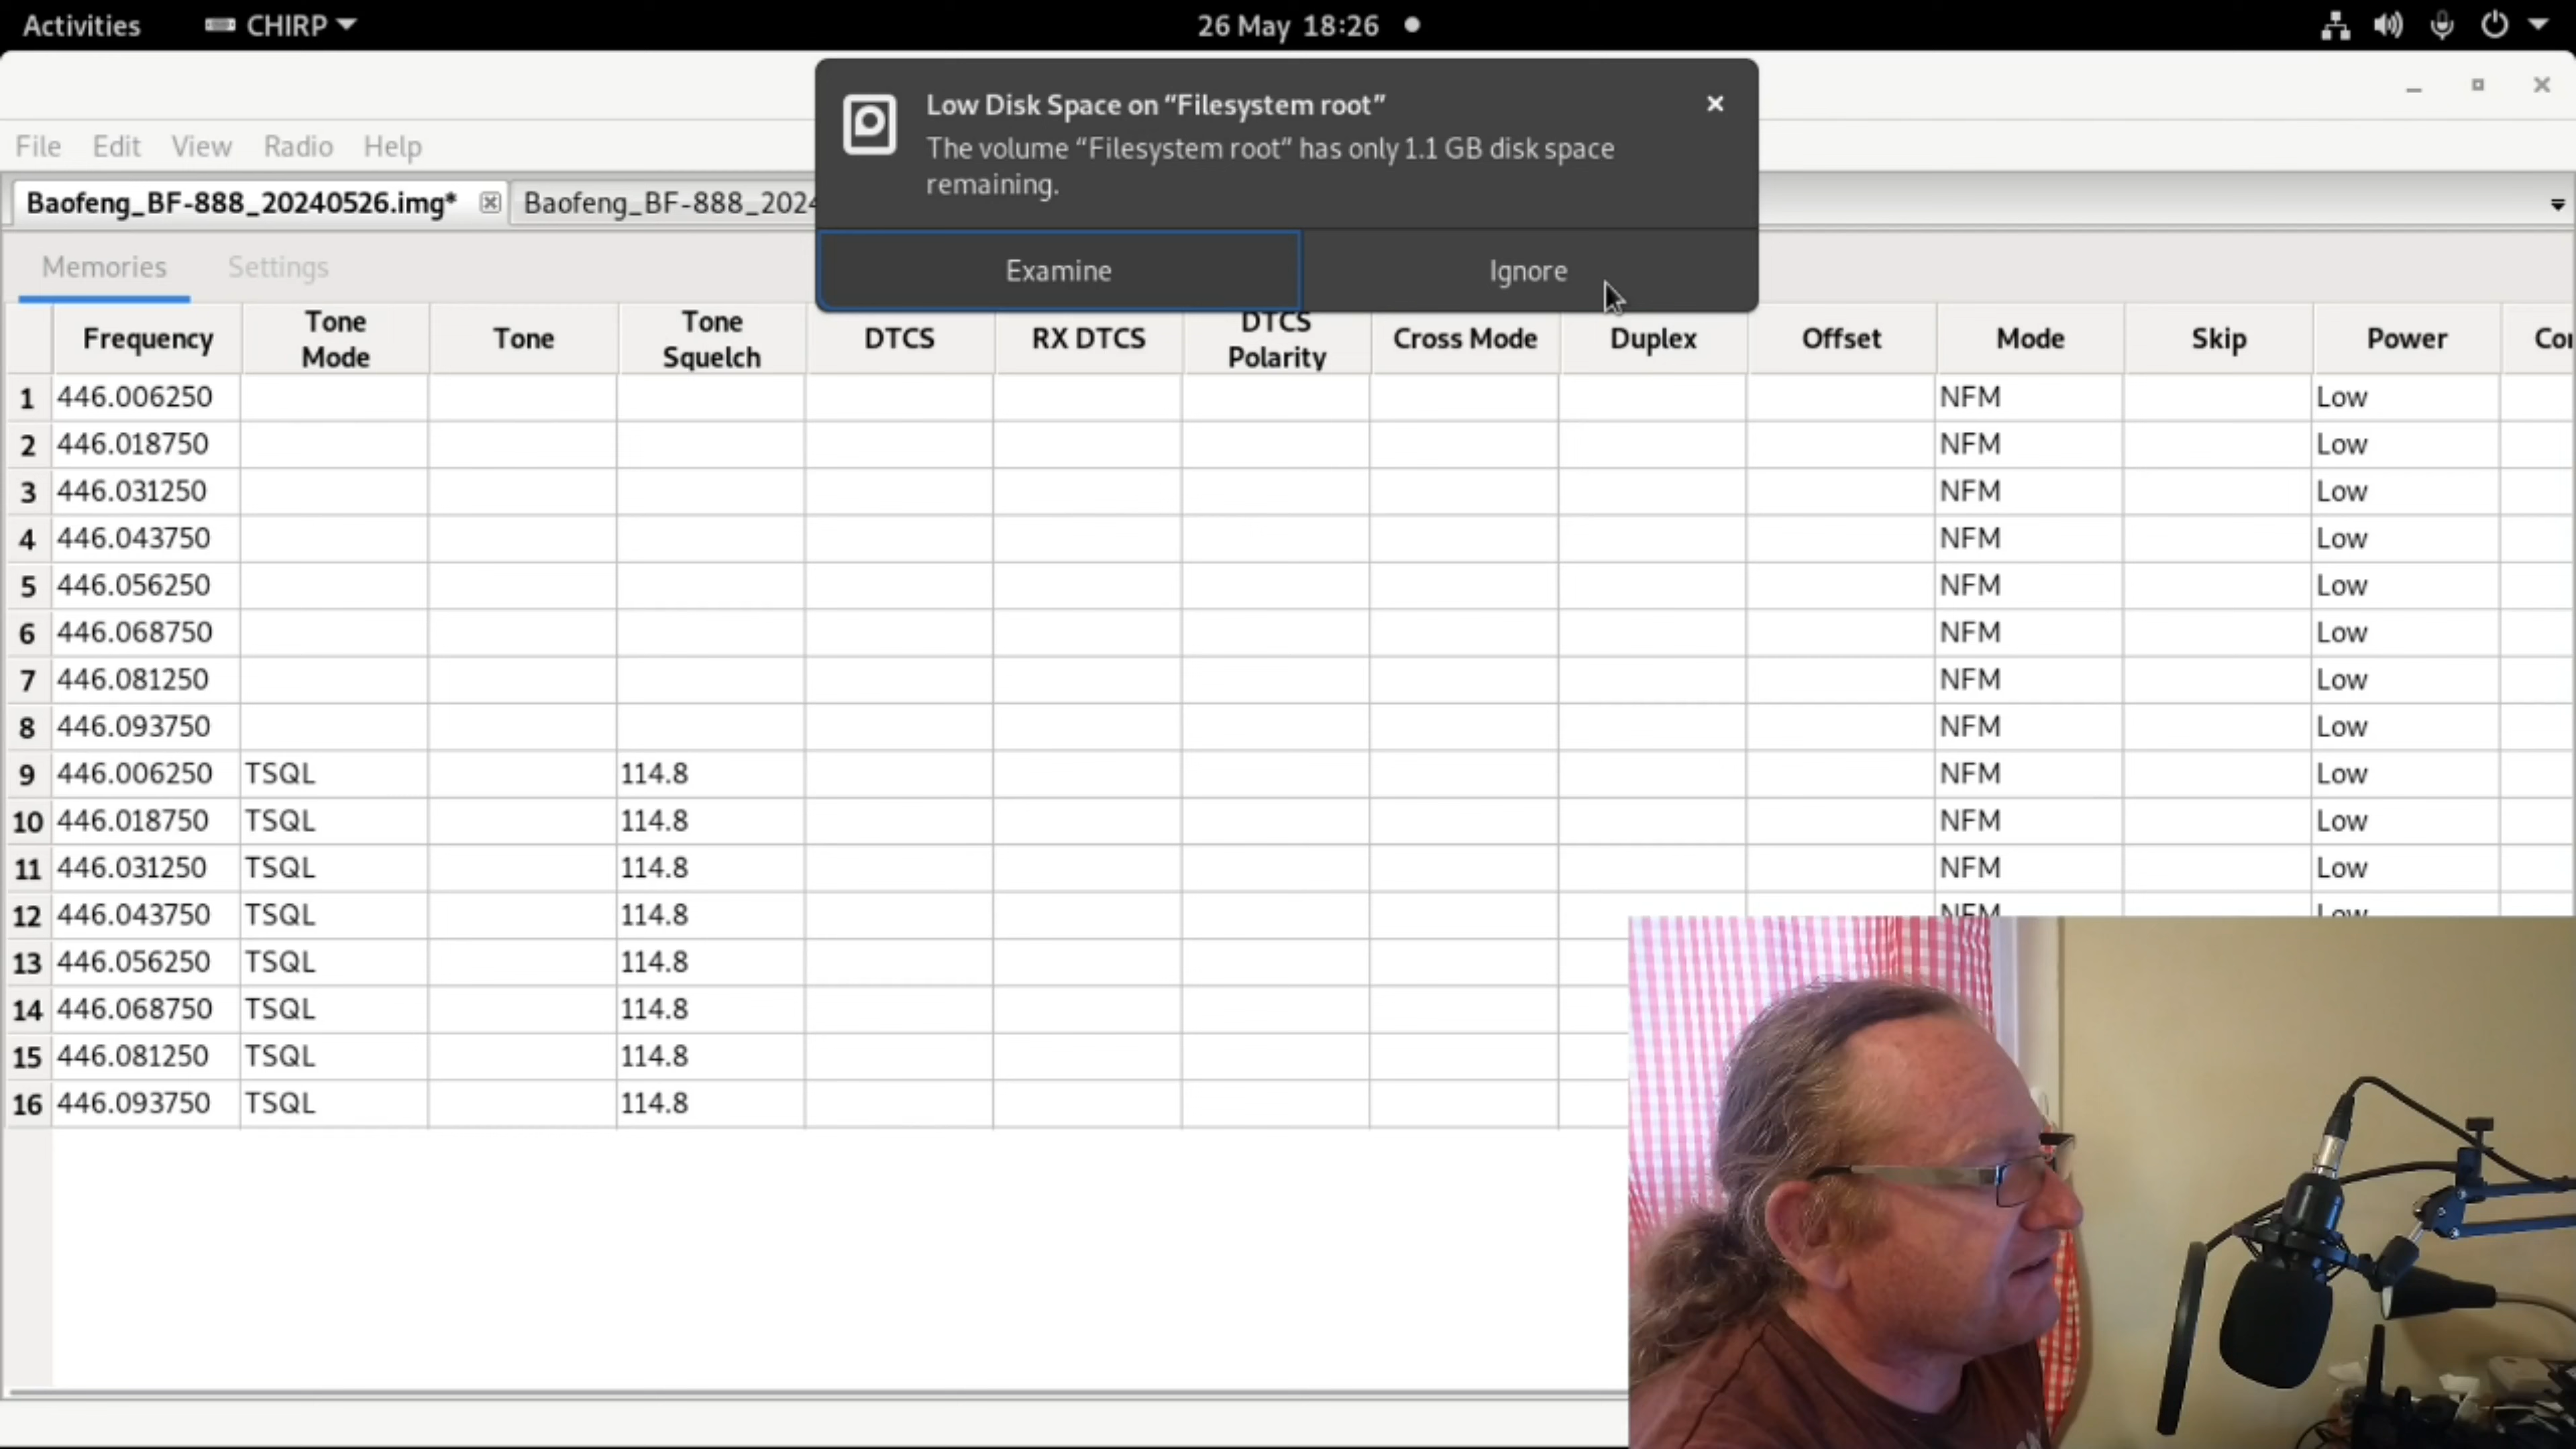 Activities CHIRP 26 May 18:26
Low Disk Space on “Filesystem root”
The volume “Filesystem root” has only 1.1 GB disk space
remaining.
Examine Ignore
File Edit View Radio Help
Baofeng_BF-888_20240526.img* Baofeng_BF-888_202
Memories Settings
Frequency Tone Mode Tone Tone Squelch DTCS RX DTCS DTCS Polarity Cross Mode Duplex Offset Mode Skip Power
1 446.006250 NFM Low
2 446.018750 NFM Low
3 446.031250 NFM Low
4 446.043750 NFM Low
5 446.056250 NFM Low
6 446.068750 NFM Low
7 446.081250 NFM Low
8 446.093750 NFM Low
9 446.006250 TSQL 114.8 NFM Low
10 446.018750 TSQL 114.8 NFM Low
11 446.031250 TSQL 114.8 NFM Low
12 446.043750 TSQL 114.8 NFM Low
13 446.056250 TSQL 114.8
14 446.068750 TSQL 114.8
15 446.081250 TSQL 114.8
16 446.093750 TSQL 114.8